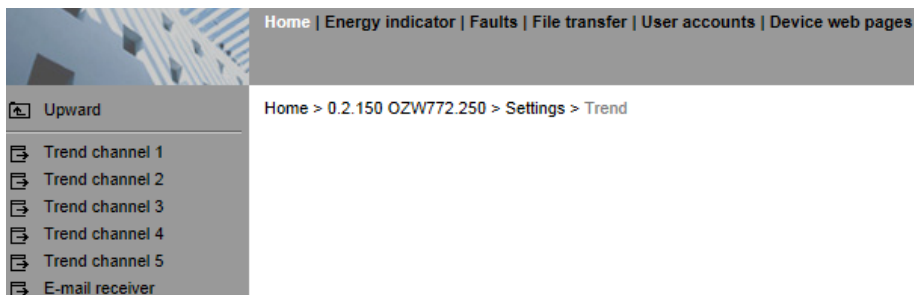 Home | Energy indicator | Faults | File transfer | User accounts | Device web pages
Upward
Home > 0.2.150 OZW772.250 > Settings > Trend
Trend channel 1
Trend channel 2
Trend channel 3
Trend channel 4
Trend channel 5
E-mail receiver